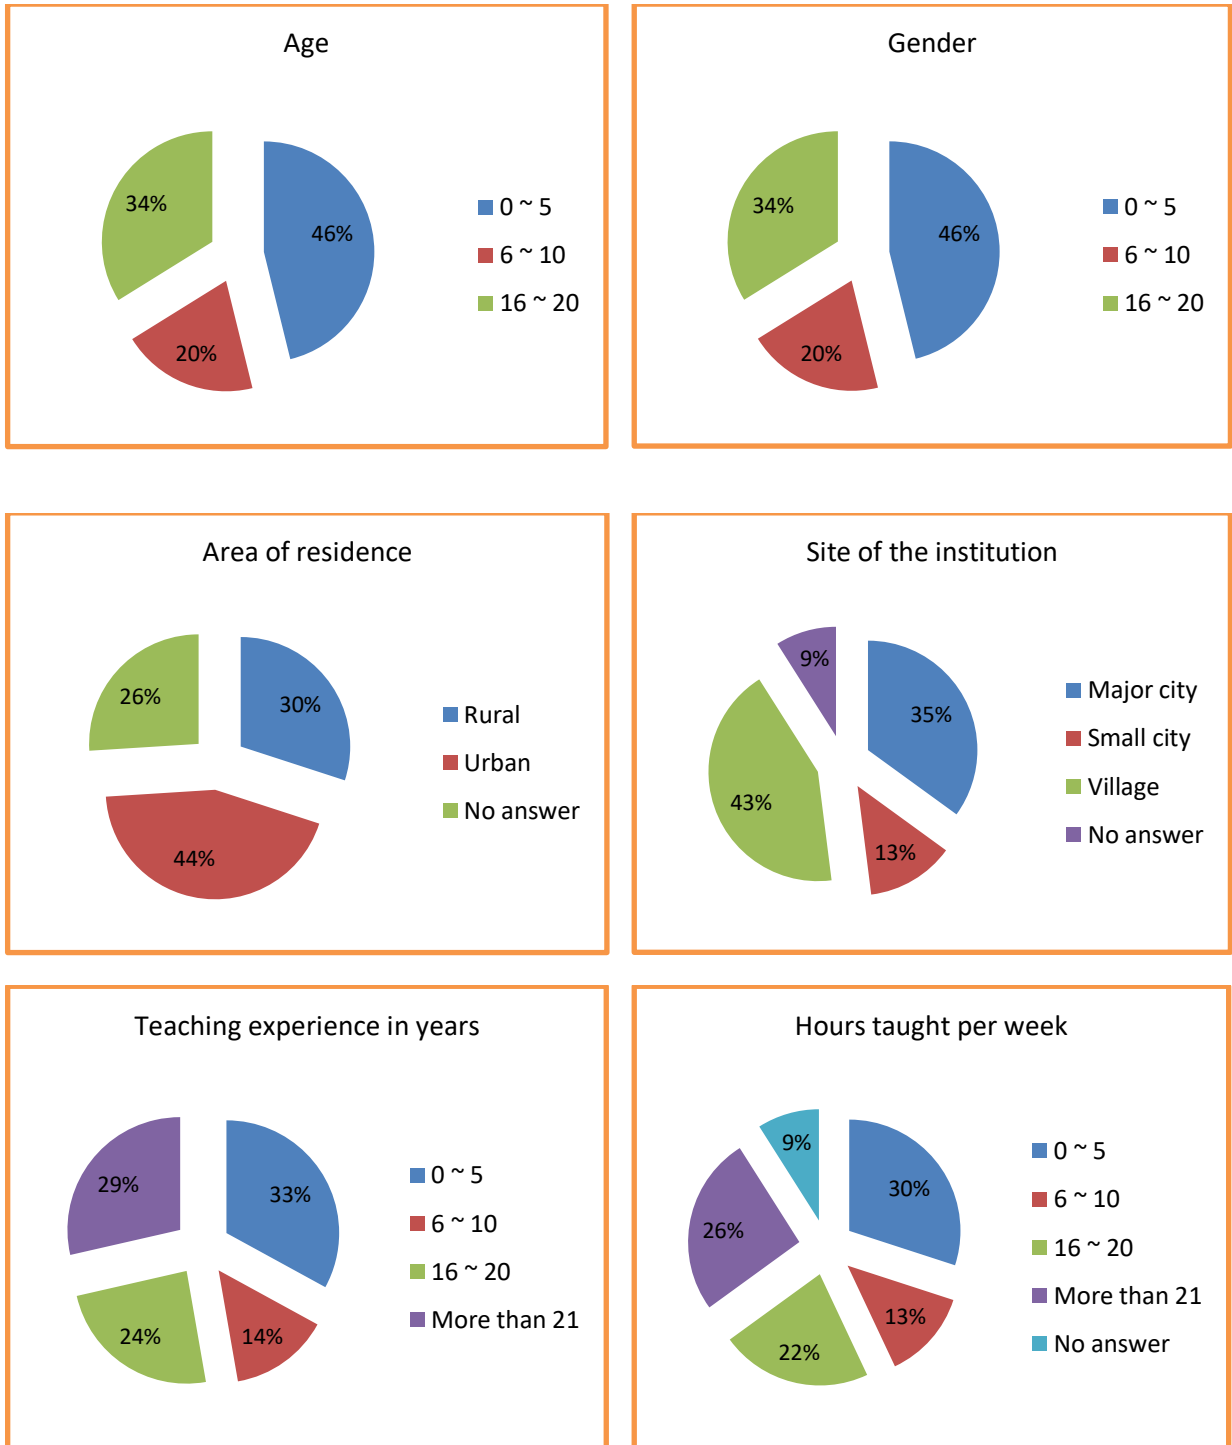 Age
34%
46%
20%
0 ~ 5
6 ~ 10
16 ~ 20
Gender
34%
46%
20%
0 ~ 5
6 ~ 10
16 ~ 20
Area of residence
26%
30%
44%
Rural
Urban
No answer
Site of the institution
9%
35%
43%
13%
Major city
Small city
Village
No answer
Teaching experience in years
29%
33%
24%
14%
0 ~ 5
6 ~ 10
16 ~ 20
More than 21
Hours taught per week
9%
30%
26%
13%
22%
0 ~ 5
6 ~ 10
16 ~ 20
More than 21
No answer